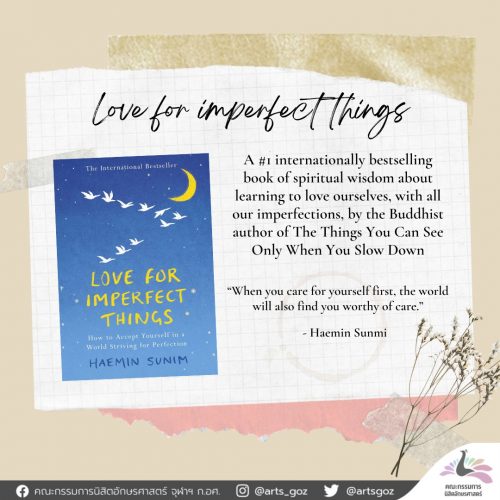 Love for imperfect things
The International Bestseller
LOVE FOR
IMPERFECT
THINGS
How to Accept Yourself in a
World Striving for Perfection
HAEMIN SUNIM
A #1 internationally bestselling
book of spiritual wisdom about
learning to love ourselves, with all
our imperfections, by the Buddhist
author of The Things You Can See
Only When You Slow Down
“When you care for yourself first, the world
will also find you worthy of care.”
- Haemin Sunmi
คณะกรรมการ
นิสิตอักษรศาสตร์
คณะกรรมการนิสิตอักษรศาสตร์ จุฬาฯ ก.อศ.
@arts_goz
@artsgoz